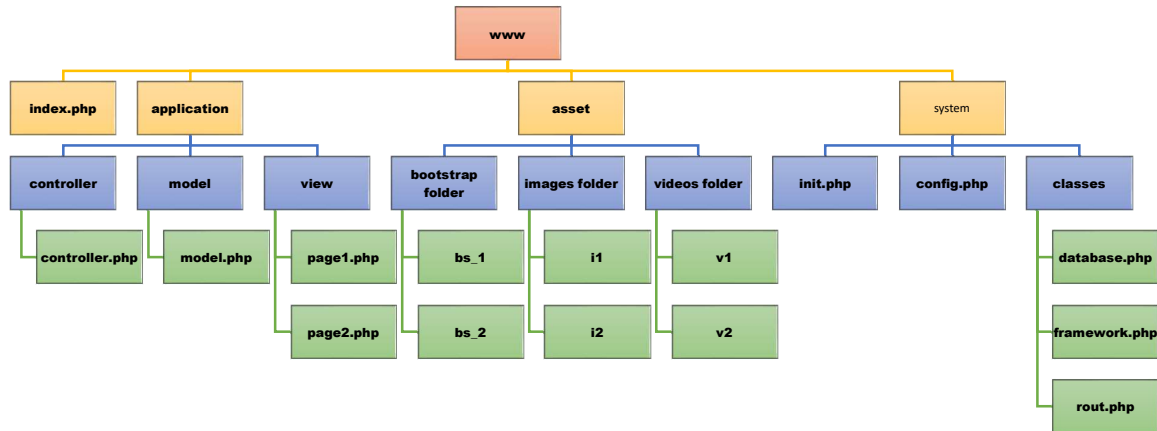 www
index.php
application
asset
system
controller
model
view
bootstrap
folder
images folder
videos folder
init.php
config.php
classes
controller.php
model.php
page1.php
bs_1
i1
v1
database.php
page2.php
bs_2
i2
v2
framework.php
rout.php